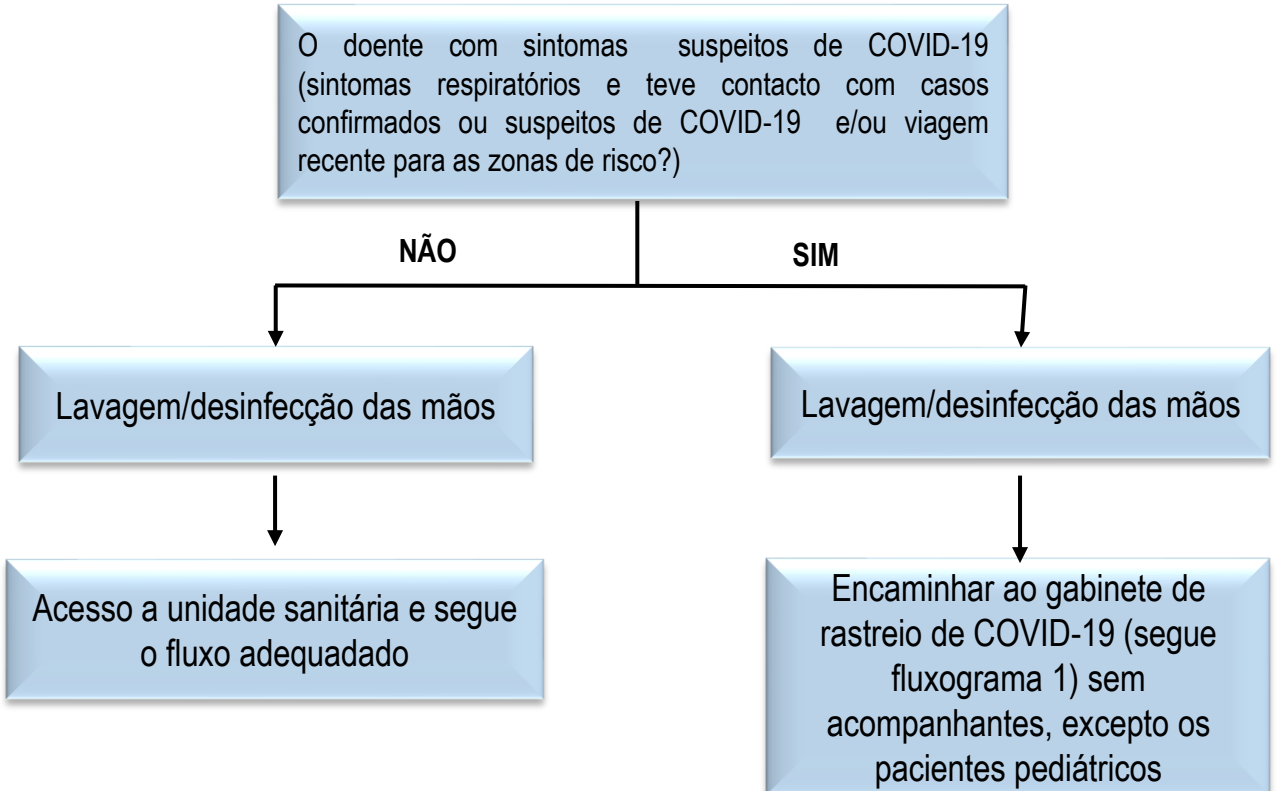 O doente com sintomas suspeitos de COVID-19
(sintomas respiratórios e teve contacto com casos
confirmados ou suspeitos de COVID-19 e/ou viagem
recente para as zonas de risco?)
NÃO
SIM
Lavagem/desinfecção das mãos
Lavagem/desinfecção das mãos
Acesso a unidade sanitária e segue
o fluxo adequadado
Encaminhar ao gabinete de
rastreio de COVID-19 (segue
fluxograma 1) sem
acompanhantes, excepto os
pacientes pediátricos